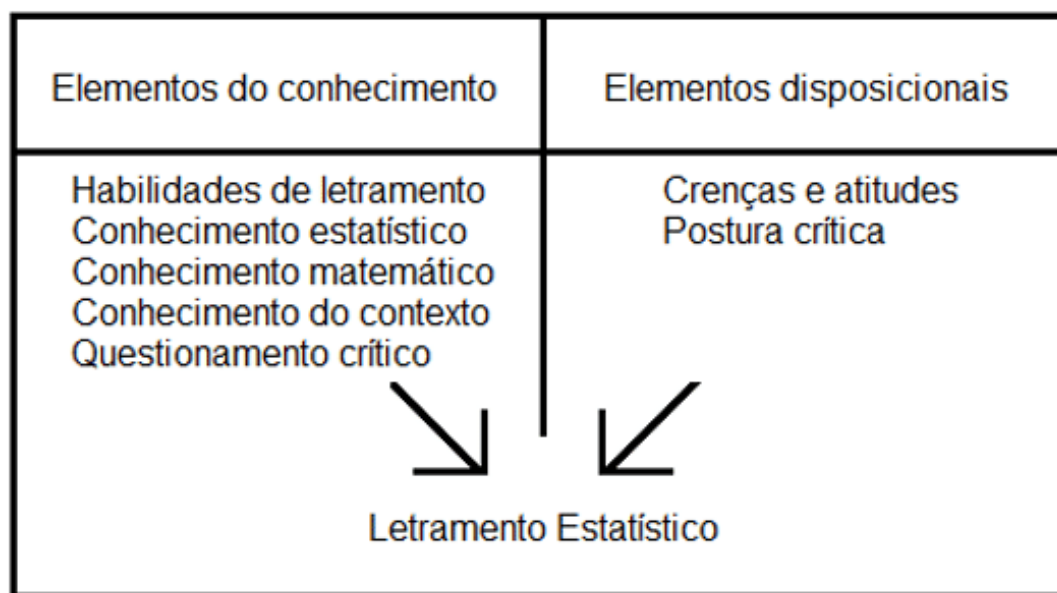 Elementos do conhecimento
Elementos disposicionais
Habilidades de letramento
Conhecimento estatístico
Conhecimento matemático
Conhecimento do contexto
Questionamento crítico
Crenças e atitudes
Postura crítica
Letramento Estatístico